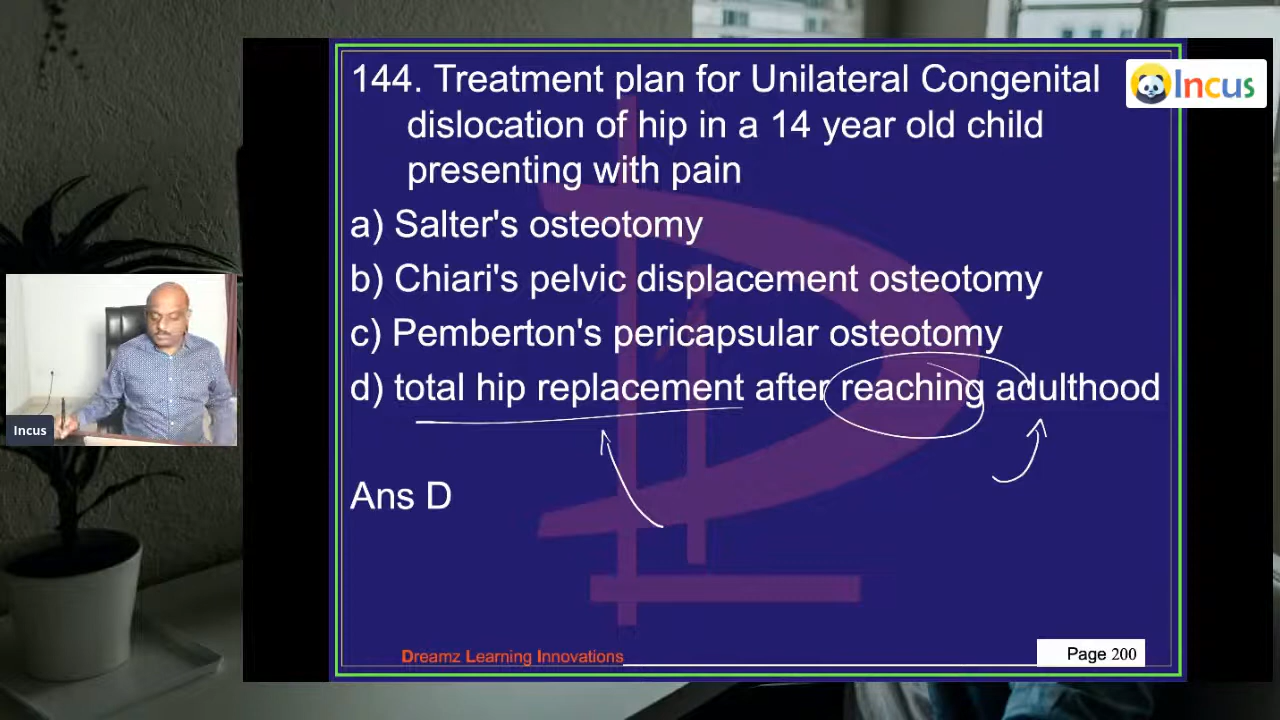 144. Treatment plan for Unilateral Congenital
dislocation of hip in a 14 year old child
presenting with pain
a) Salter's osteotomy
b) Chiari's pelvic displacement osteotomy
c) Pemberton's pericapsular osteotomy
d) total hip replacement after reaching adulthood
Ans D
Dreamz Learning Innovations
Page 200
Incus
Incus